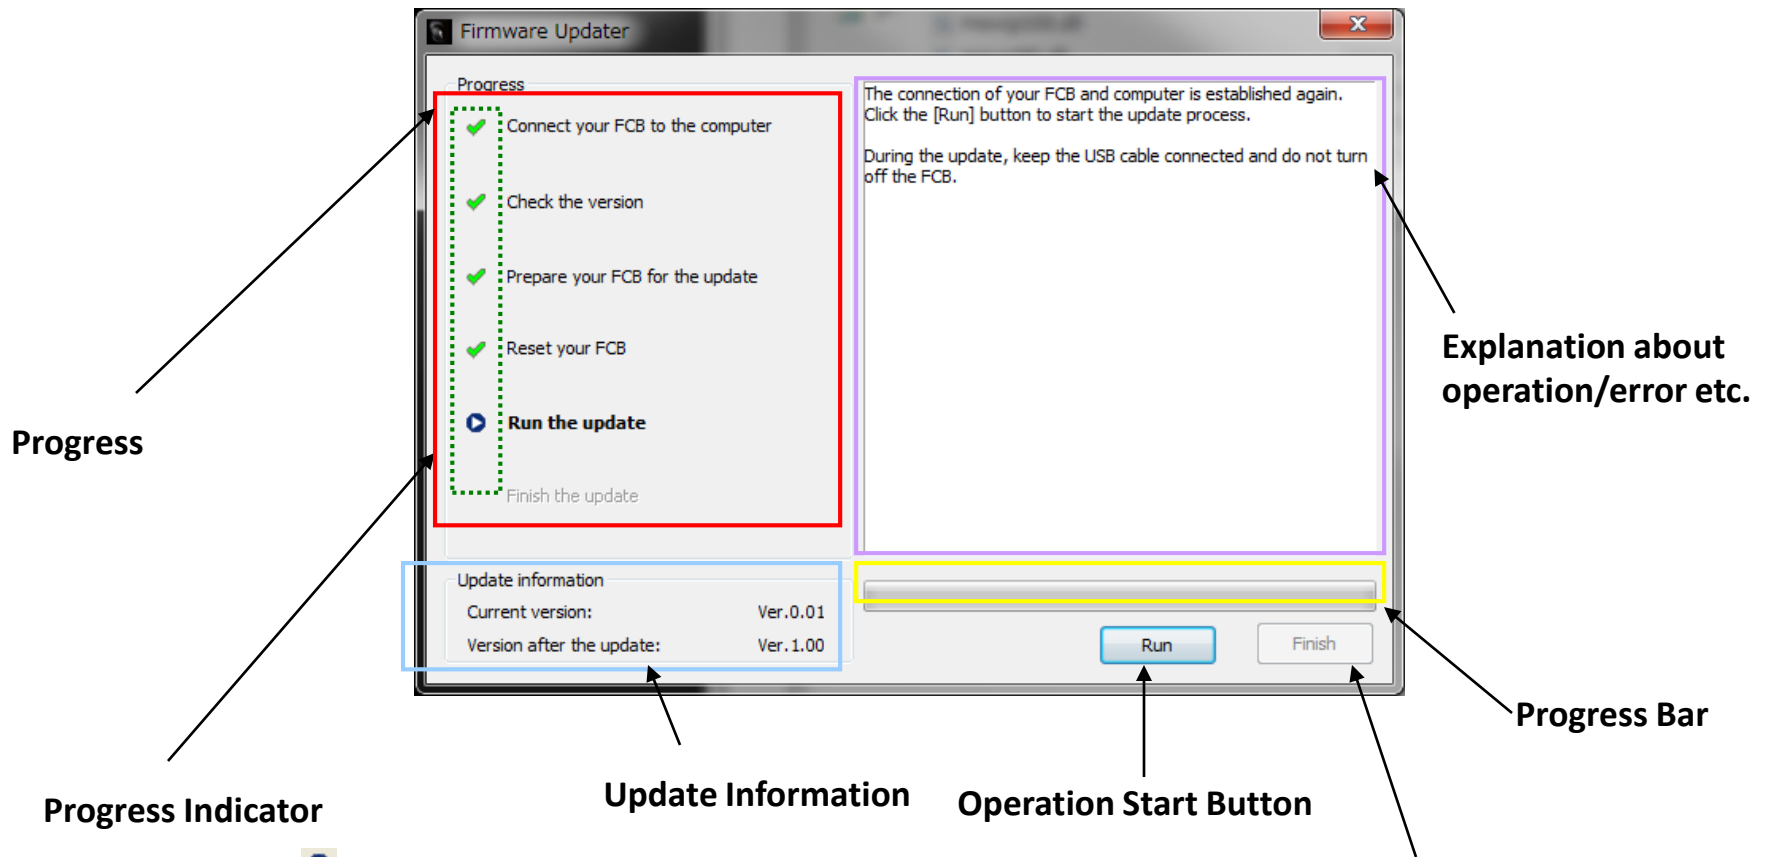 Firmware Updater
Progress
Connect your FCB to the computer
Check the version
Prepare your FCB for the update
Reset your FCB
Run the update
Finish the update
The connection of your FCB and computer is established again.
Click the [Run] button to start the update process.
During the update, keep the USB cable connected and do not turn
off the FCB.
Update information
Current version: Ver.0.01
Version after the update: Ver.1.00
Run
Finish
Progress
Explanation about
operation/error etc.
Progress Bar
Progress Indicator
Update Information
Operation Start Button